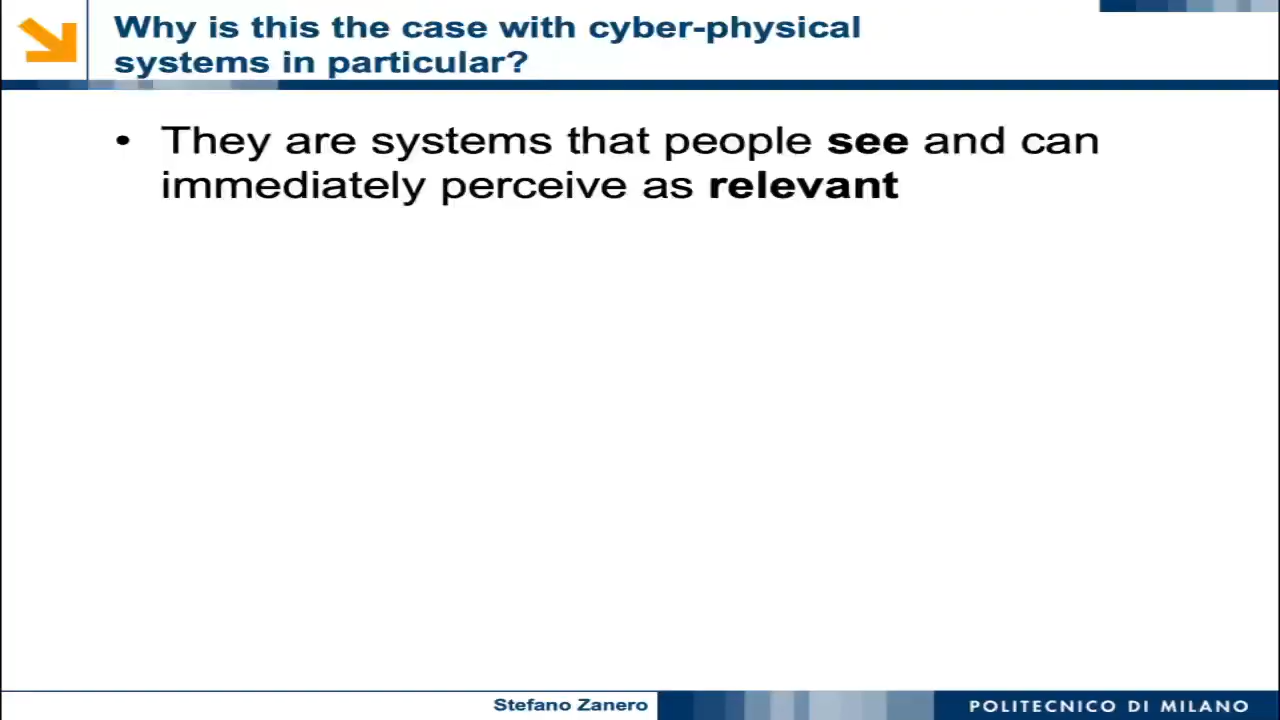 Why is this the case with cyber-physical
systems in particular?
• They are systems that people see and can
immediately perceive as relevant
Stefano Zanero
POLITECNICO DI MILANO